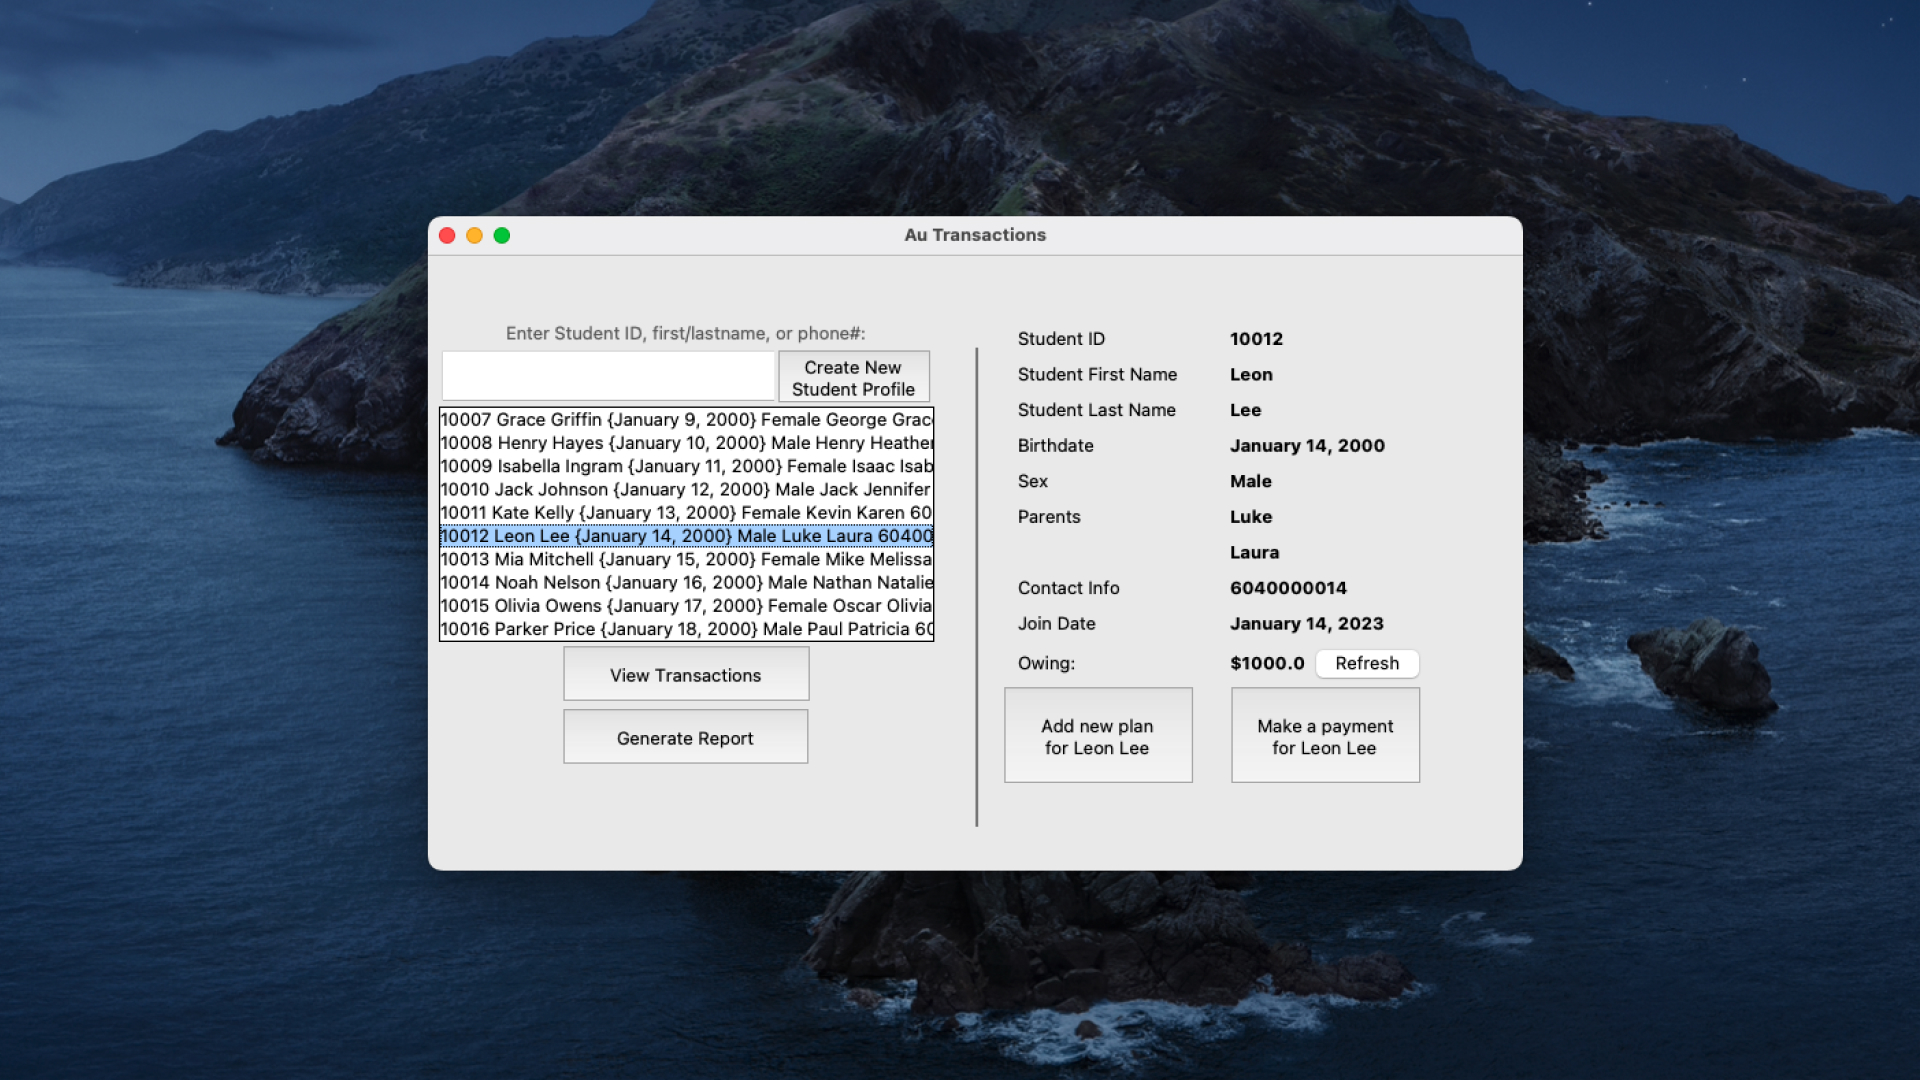 Au Transactions
Enter Student ID, first/lastname, or phone#:
Create New
Student Profile
10007 Grace Griffin {January 9, 2000} Female George Grac
10008 Henry Hayes {January 10, 2000} Male Henry Heather
10009 Isabella Ingram {January 11, 2000} Female Isaac Isab
10010 Jack Johnson {January 12, 2000} Male Jack Jennifer
10011 Kate Kelly {January 13, 2000} Female Kevin Karen 60
10012 Leon Lee {January 14, 2000} Male Luke Laura 60400
10013 Mia Mitchell {January 15, 2000} Female Mike Melissa
10014 Noah Nelson {January 16, 2000} Male Nathan Natalie
10015 Olivia Owens {January 17, 2000} Female Oscar Olivia
10016 Parker Price {January 18, 2000} Male Paul Patricia 60
View Transactions
Generate Report
Student ID 10012
Student First Name Leon
Student Last Name Lee
Birthdate January 14, 2000
Sex Male
Parents Luke
Laura
Contact Info 6040000014
Join Date January 14, 2023
Owing: $1000.0 Refresh
Add new plan
for Leon Lee
Make a payment
for Leon Lee